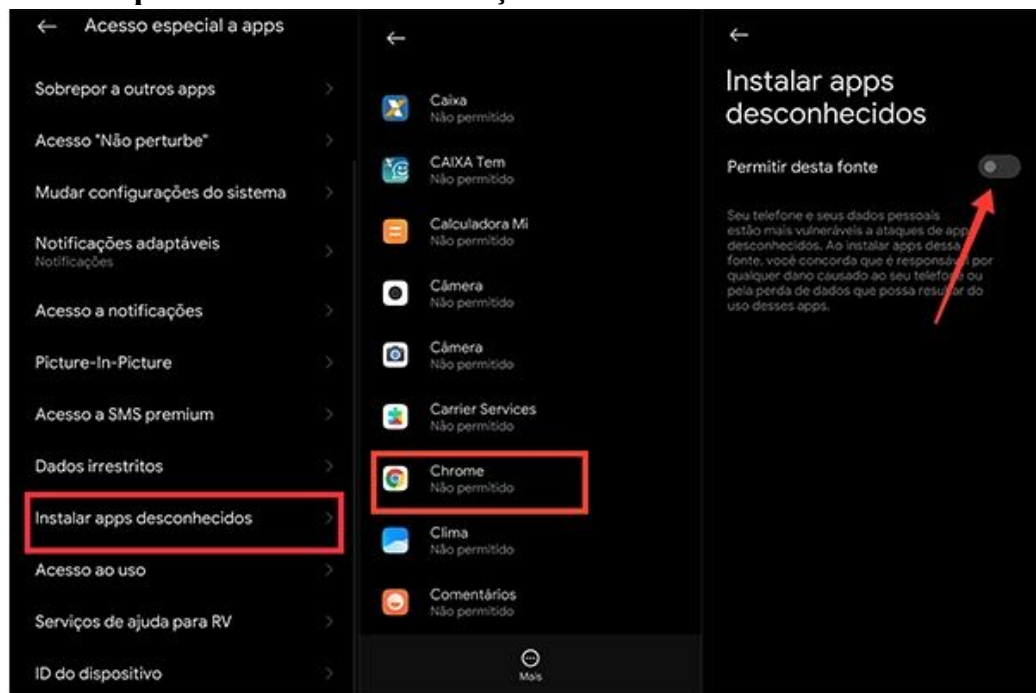 Acesso especial a apps
Sobrepor a outros apps
Acesso "Não perturbe"
Mudar configurações do sistema
Notificações adaptáveis
Notificações
Acesso a notificações
Picture-In-Picture
Acesso a SMS premium
Dados irrestritos
Instalar apps desconhecidos
Acesso ao uso
Serviços de ajuda para RV
ID do dispositivo
Caixa
Não permitido
CAIXA Tem
Não permitido
Calculadora Mi
Não permitido
Câmera
Não permitido
Câmera
Não permitido
Carrier Services
Não permitido
Chrome
Não permitido
Clima
Não permitido
Comentários
Não permitido
Mais
Instalar apps
desconhecidos
Permitir desta fonte
Seu telefone e seus dados pessoais
estão mais vulneráveis a ataques de apps
desconhecidos. Ao instalar apps dessa
fonte, você concorda que é responsável por
qualquer dano causado ao seu telefone ou
pela perda de dados que possa resultar do
uso desses apps.